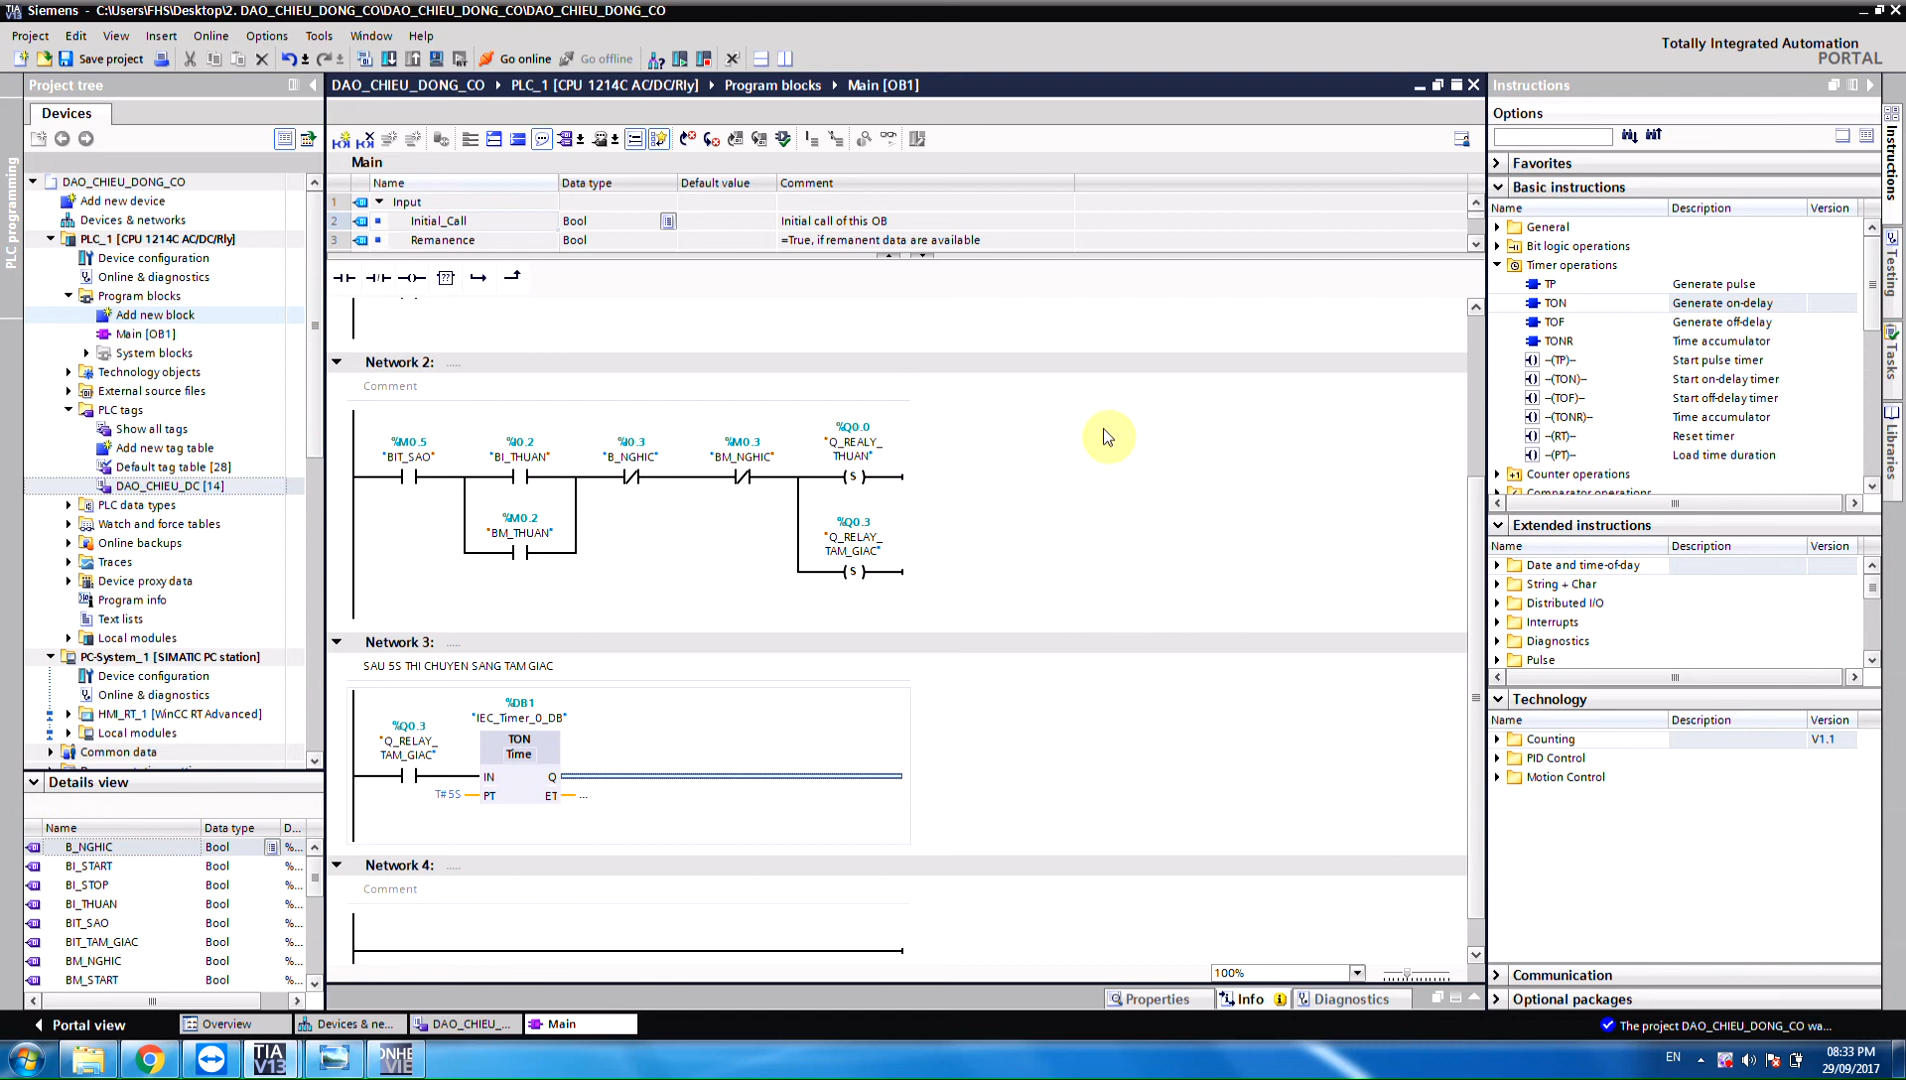 Siemens - C:\Users\FHS\Desktop\2. DAO_CHIEU_DONG_CO\DAO_CHIEU_DONG_CO\DAO_CHIEU_DONG_CO
Project Edit View Insert Online Options Tools Window Help
Totally Integrated Automation
PORTAL
Save project
Go online
Go offline
Project tree
Devices
DAO_CHIEU_DONG_CO
Add new device
Devices & networks
PLC_1 [CPU 1214C AC/DC/Rly]
Device configuration
Online & diagnostics
Program blocks
Add new block
Main [OB1]
System blocks
Technology objects
External source files
PLC tags
Show all tags
Add new tag table
Default tag table [28]
DAO_CHIEU_DC [14]
PLC data types
Watch and force tables
Online backups
Traces
Device proxy data
Program info
Text lists
Local modules
PC-System_1 [SIMATIC PC station]
Device configuration
Online & diagnostics
HMI_RT_1 [WinCC RT Advanced]
Local modules
Common data
Details view
Name Data type D...
B_NGHIC Bool %...
BI_START Bool %...
BI_STOP Bool %...
BI_THUAN Bool %...
BIT_SAO Bool %...
BIT_TAM_GIAC Bool %...
BM_NGHIC Bool %...
BM_START Bool %...
PLC programming
DAO_CHIEU_DONG_CO PLC_1 [CPU 1214C AC/DC/Rly] Program blocks Main [OB1]
Main
Name Data type Default value Comment
1 Input
2 Initial_Call Bool Initial call of this OB
3 Remanence Bool =True, if remanent data are available
??
Network 2: .....
Comment
%M0.5
"BIT_SAO"
%I0.2
"BI_THUAN"
%I0.3
"B_NGHIC"
%M0.3
"BM_NGHIC"
%Q0.0
"Q_REALY_
THUAN"
S
%M0.2
"BM_THUAN"
%Q0.3
"Q_RELAY_
TAM_GIAC"
S
Network 3: .....
SAU 5S THI CHUYEN SANG TAM GIAC
%DB1
"IEC_Timer_0_DB"
%Q0.3
"Q_RELAY_
TAM_GIAC"
TON
Time
IN Q
T#5S PT ET ...
Network 4: .....
Comment
100%
Properties Info Diagnostics
Instructions
Options
Favorites
Basic instructions
Name Description Version
General
Bit logic operations
Timer operations
TP Generate pulse
TON Generate on-delay
TOF Generate off-delay
TONR Time accumulator
-(TP)- Start pulse timer
-(TON)- Start on-delay timer
-(TOF)- Start off-delay timer
-(TONR)- Time accumulator
-(RT)- Reset timer
-(PT)- Load time duration
Counter operations
Comparator operations
Extended instructions
Name Description Version
Date and time-of-day
String + Char
Distributed I/O
Interrupts
Diagnostics
Pulse
Technology
Name Description Version
Counting V1.1
PID Control
Motion Control
Communication
Optional packages
Instructions
Testing
Tasks
Libraries
Portal view
Overview
Devices & ne...
DAO_CHIEU_...
Main
The project DAO_CHIEU_DONG_CO wa...
TIA
V13
EN
08:33 PM
29/09/2017